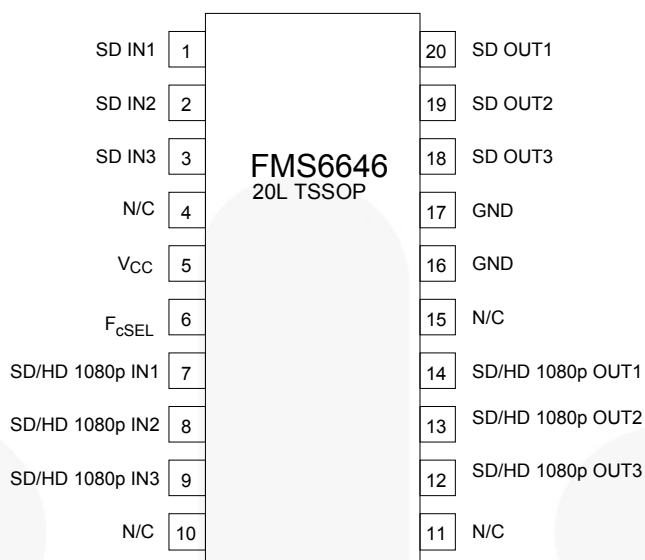 SD IN1 1 20 SD OUT1
SD IN2 2 19 SD OUT2
SD IN3 3 18 SD OUT3
FMS6646
20L TSSOP
N/C 4 17 GND
VCC 5 16 GND
FcSEL 6 15 N/C
SD/HD 1080p IN1 7 14 SD/HD 1080p OUT1
SD/HD 1080p IN2 8 13 SD/HD 1080p OUT2
SD/HD 1080p IN3 9 12 SD/HD 1080p OUT3
N/C 10 11 N/C